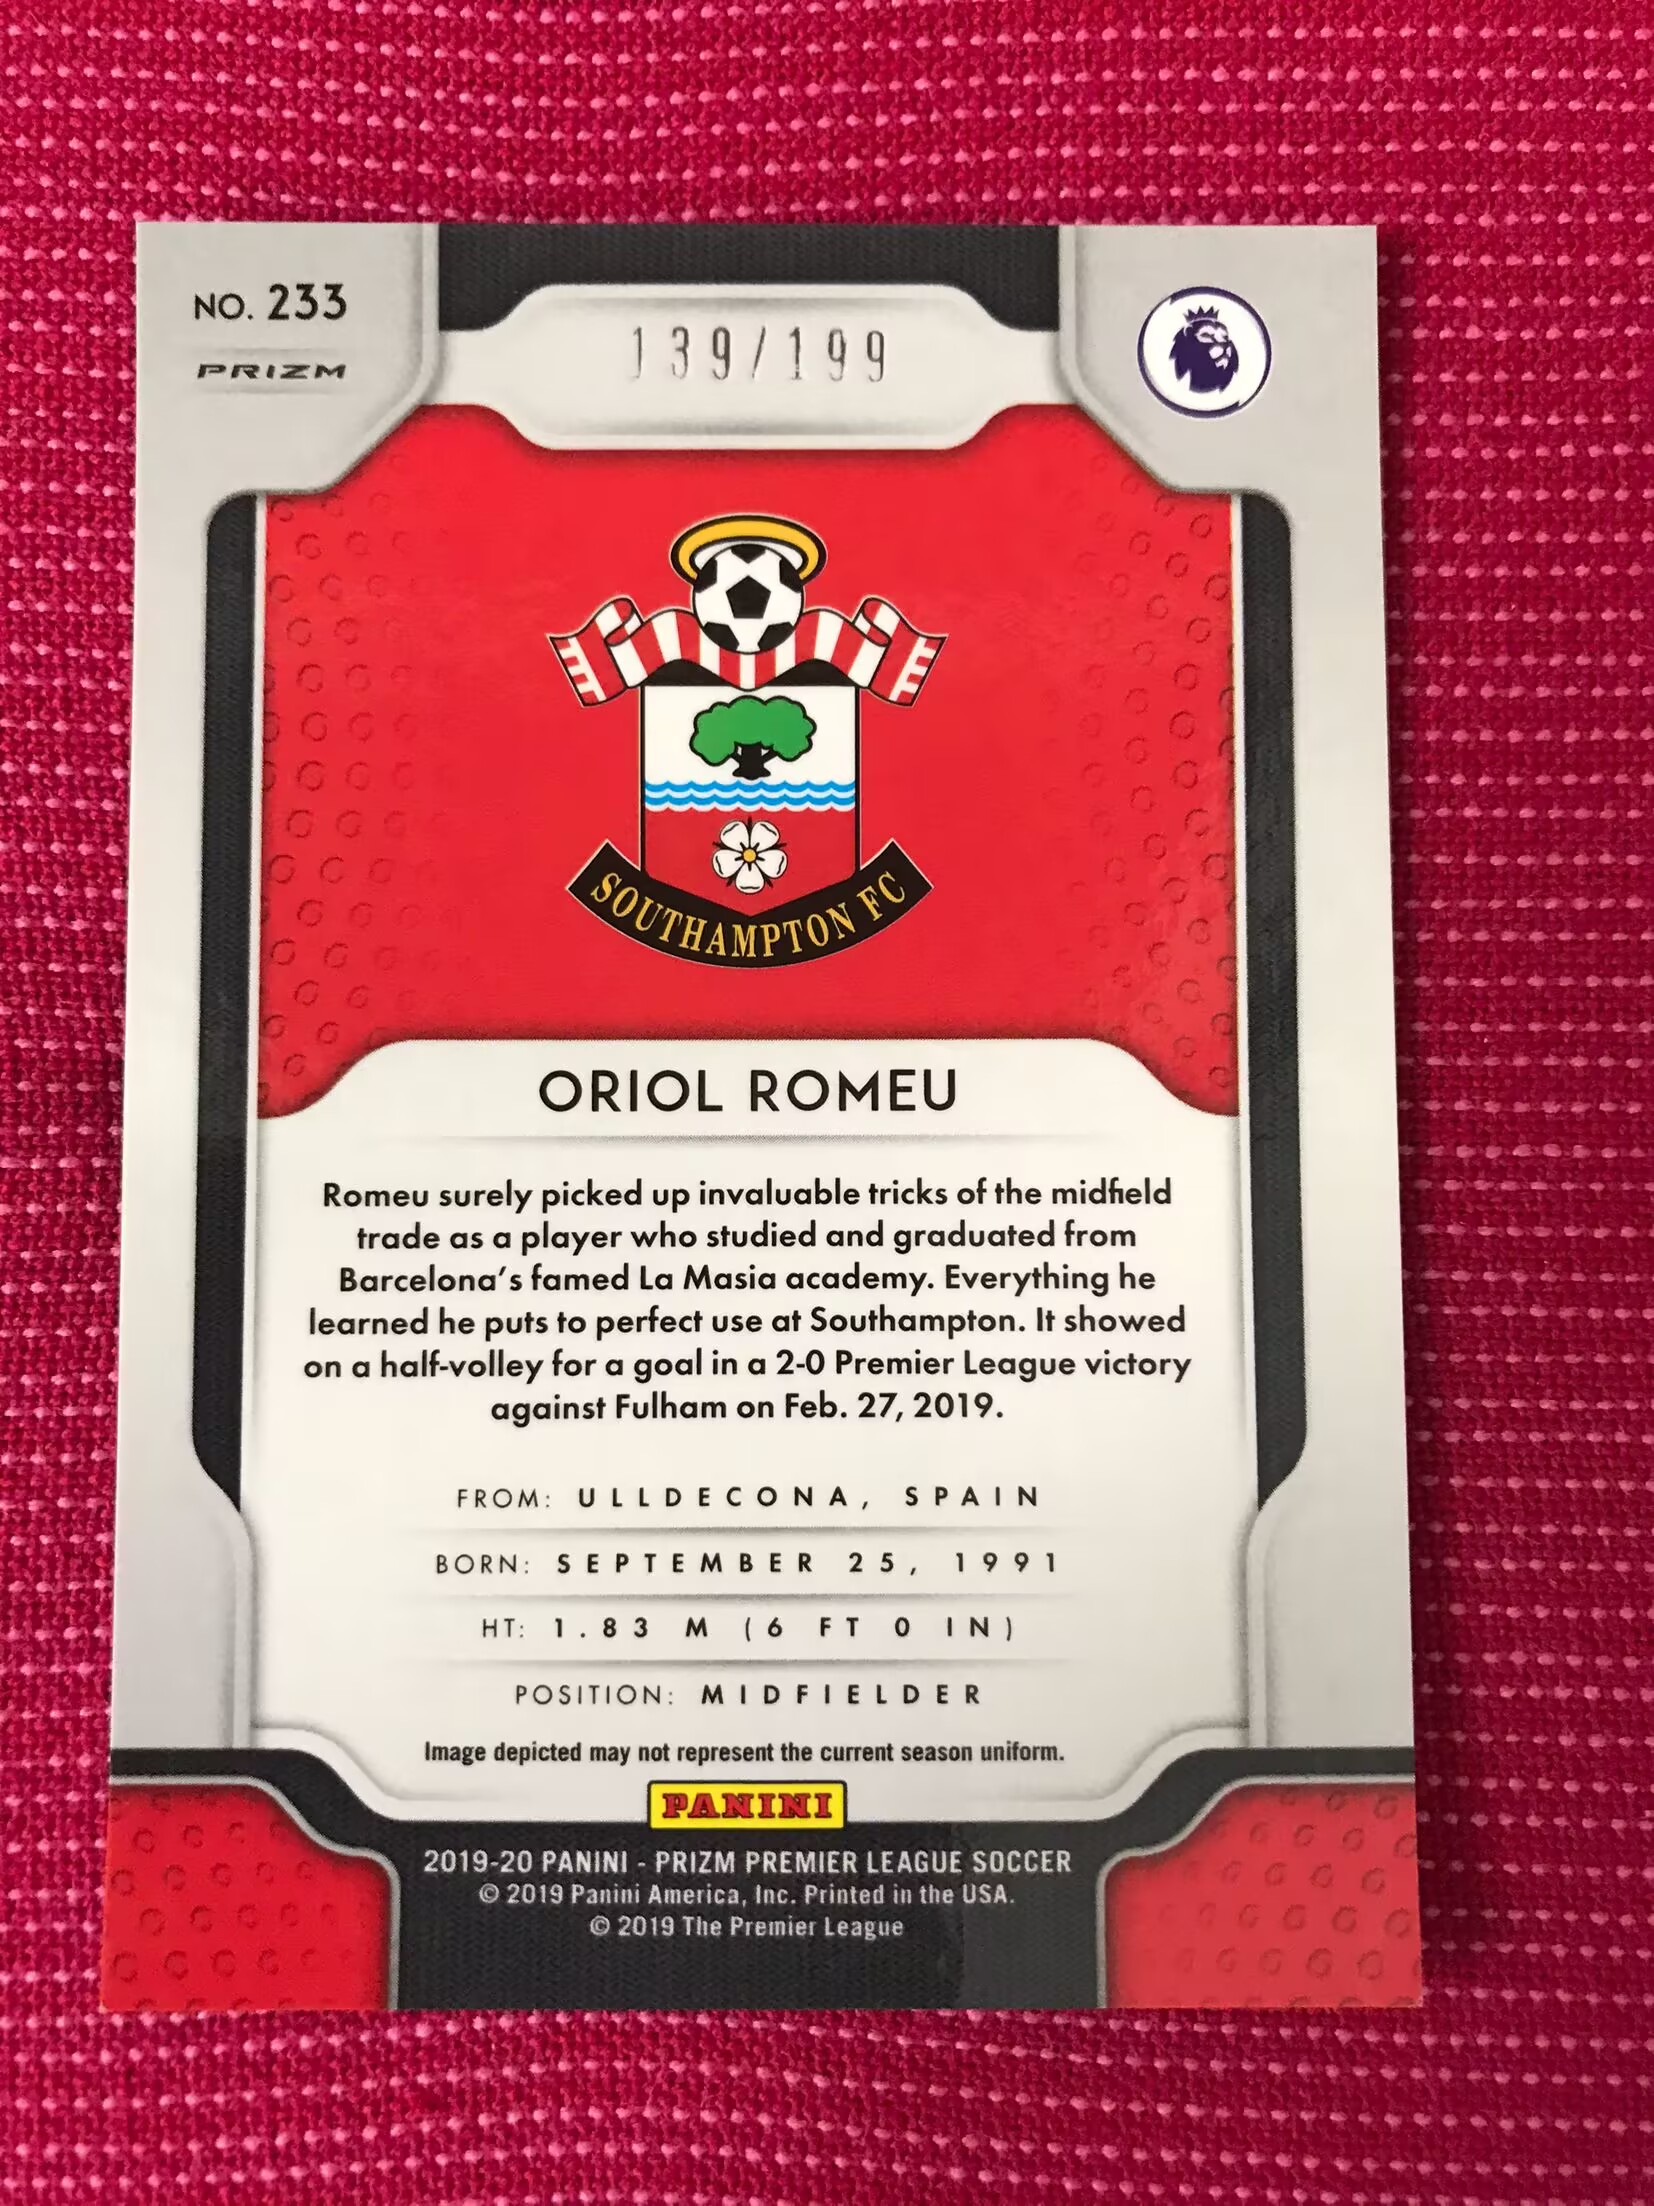 NO. 233
PRIZM
139/199
SOUTHAMPTON FC
ORIOL ROMEU
Romeu surely picked up invaluable tricks of the midfield
trade as a player who studied and graduated from
Barcelona's famed La Masia academy. Everything he
learned he puts to perfect use at Southampton. It showed
on a half-volley for a goal in a 2-0 Premier League victory
against Fulham on Feb. 27, 2019.
FROM: ULLDECONA, SPAIN
BORN: SEPTEMBER 25, 1991
HT: 1.83 M (6 FT 0 IN)
POSITION: MIDFIELDER
Image depicted may not represent the current season uniform.
PANINI
2019-20 PANINI - PRIZM PREMIER LEAGUE SOCCER
© 2019 Panini America, Inc. Printed in the USA.
© 2019 The Premier League